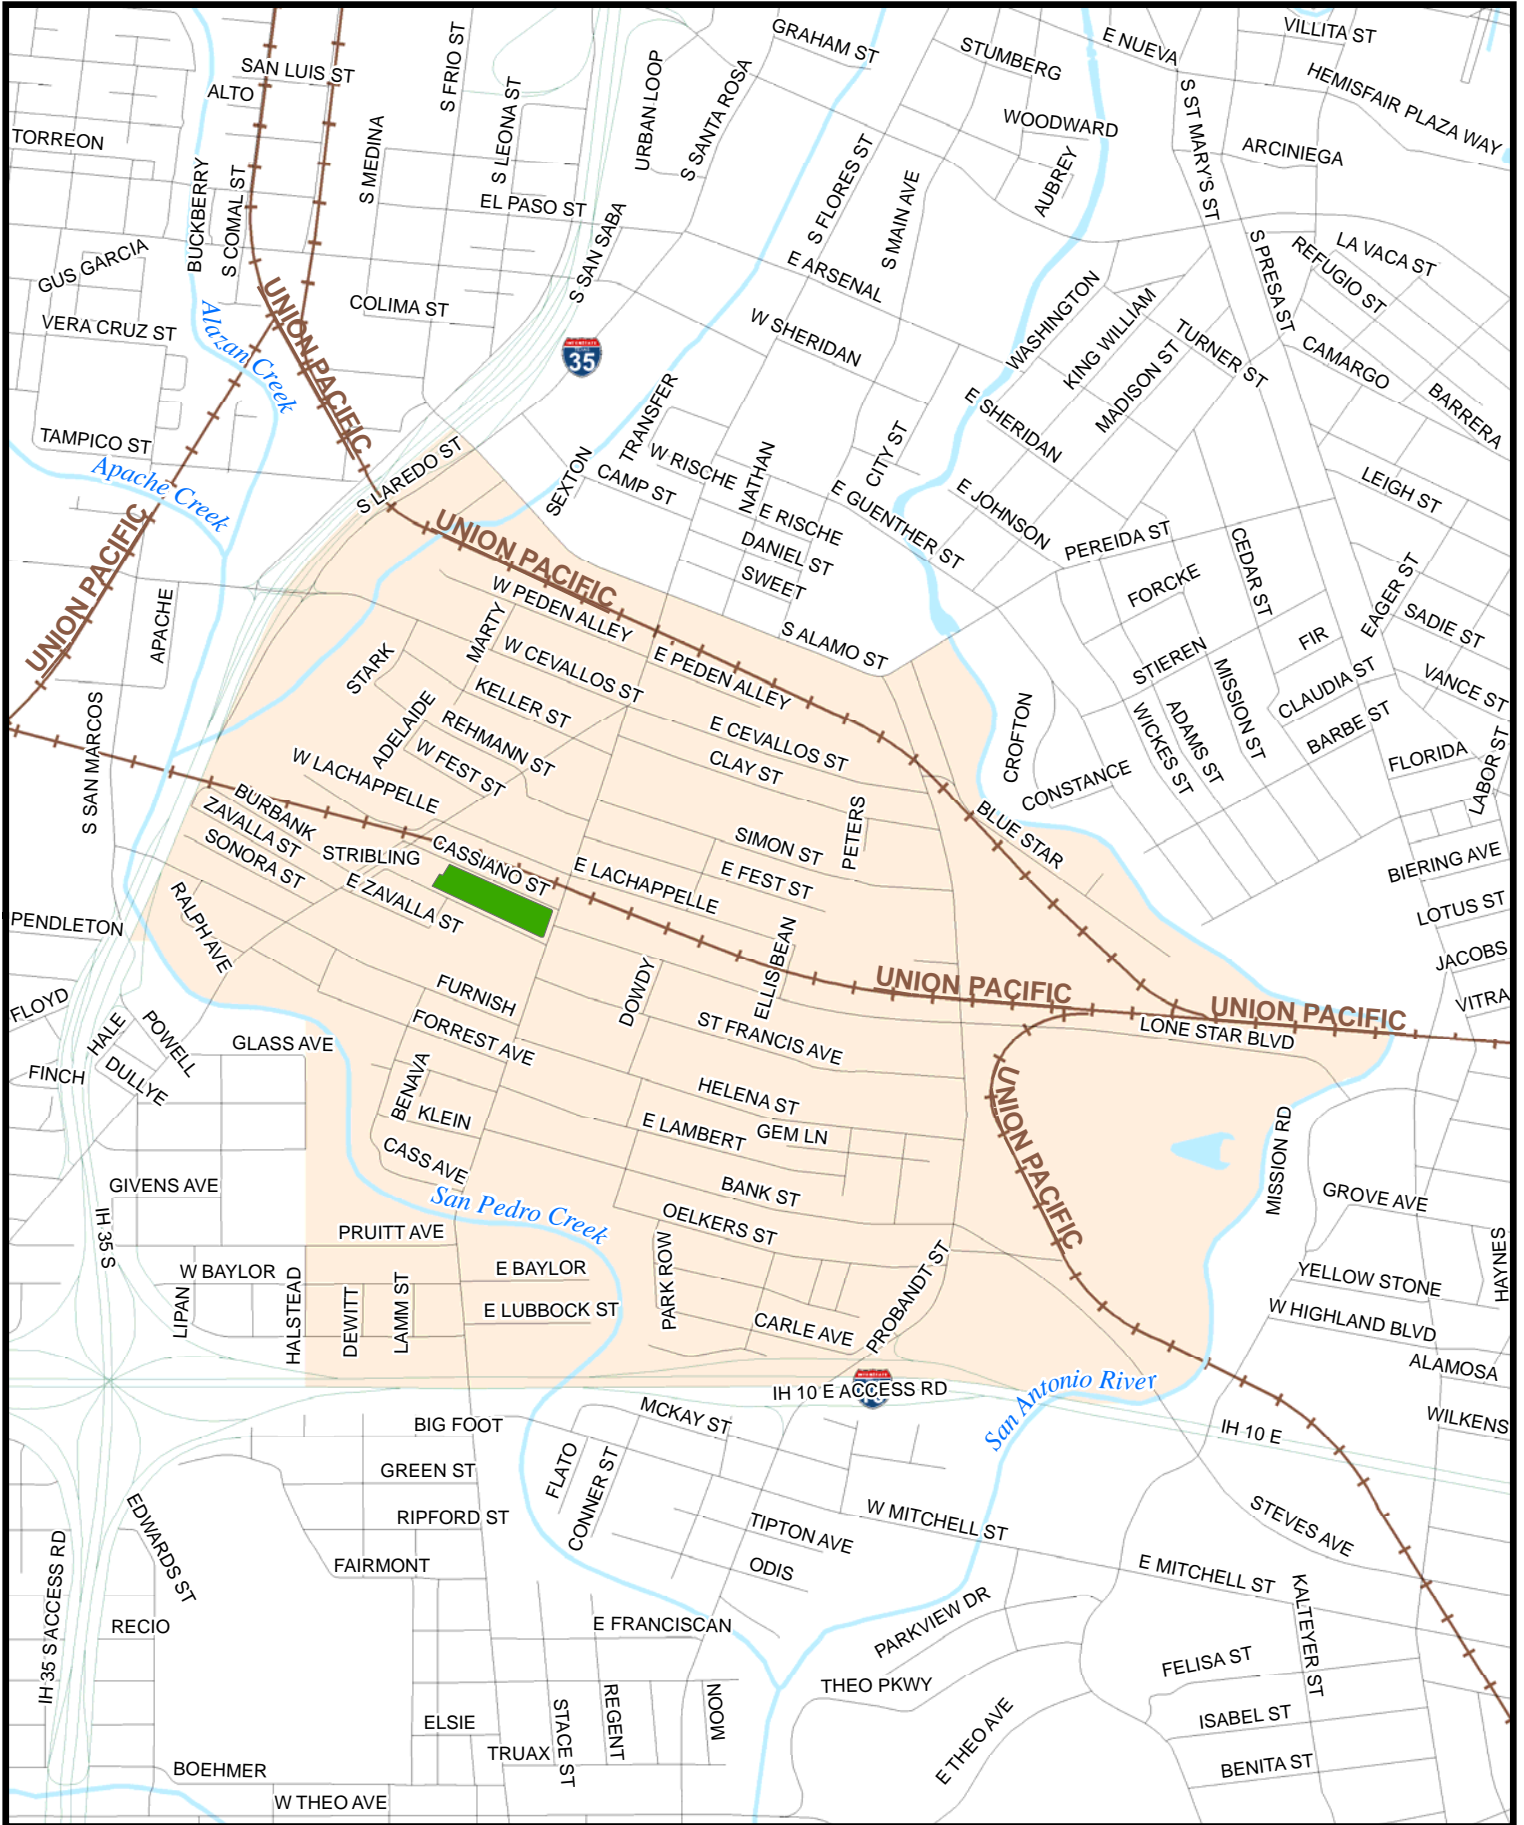 GRAHAM ST
STUMBERG
E NUEVA
VILLITA ST
HEMISFAIR PLAZA WAY
SAN LUIS ST
ALTO
S FRIO ST
S LEONA ST
URBAN LOOP
S SANTA ROSA
TORREON
S MEDINA
WOODWARD
S ST MARY'S ST
ARCINIEGA
BUCKBERRY
S COMAL ST
EL PASO ST
S SAN SABA
S FLORES ST
S MAIN AVE
AUBREY
GUS GARCIA
COLIMA ST
E ARSENAL
S PRESA ST
LA VACA ST
REFUGIO ST
VERA CRUZ ST
Alazan Creek
UNION PACIFIC
INTERSTATE
35
W SHERIDAN
WASHINGTON
KING WILLIAM
MADISON ST
TURNER ST
CAMARGO
BARRERA
TAMPICO ST
Apache Creek
S LAREDO ST
SEXTON
TRANSFER
W RISCHE
CAMP ST
NATHAN
CITY ST
E SHERIDAN
E GUENTHER ST
E JOHNSON
LEIGH ST
UNION PACIFIC
UNION PACIFIC
E RISCHE
DANIEL ST
SWEET
PEREIDA ST
FORCKE
CEDAR ST
EAGER ST
SADIE ST
APACHE
W PEDEN ALLEY
MARTY
STARK
W CEVALLOS ST
E PEDEN ALLEY
S ALAMO ST
STIEREN
FIR
MISSION ST
CLAUDIA ST
VANCE ST
S SAN MARCOS
ADELAIDE
KELLER ST
REHMANN ST
W FEST ST
E CEVALLOS ST
CLAY ST
CROFTON
CONSTANCE
WICKES ST
ADAMS ST
BARBE ST
FLORIDA
LABOR ST
W LACHAPPELLE
BURBANK
ZAVALLA ST
SONORA ST
STRIBLING
CASSIANO ST
E LACHAPPELLE
SIMON ST
E FEST ST
PETERS
BLUE STAR
BIERING AVE
LOTUS ST
JACOBS
VITRA
PENDLETON
RALPH AVE
E ZAVALLA ST
ELLIS BEAN
DOWDY
UNION PACIFIC
UNION PACIFIC
LONE STAR BLVD
FLOYD
HALE
POWELL
FINCH
DULLYE
GLASS AVE
FURNISH
FORREST AVE
BENAVA
ST FRANCIS AVE
UNION PACIFIC
KLEIN
CASS AVE
HELENA ST
E LAMBERT
GEM LN
MISSION RD
GIVENS AVE
IH 35 S
San Pedro Creek
BANK ST
OELKERS ST
GROVE AVE
PRUITT AVE
W BAYLOR
E BAYLOR
LIPAN
HALSTEAD
DEWITT
LAMM ST
E LUBBOCK ST
PARK ROW
CARLE AVE
PROBANDT ST
YELLOW STONE
HAYNES
W HIGHLAND BLVD
ALAMOSA
IH 10 E ACCESS RD
San Antonio River
IH 10 E
WILKENS
BIG FOOT
MCKAY ST
GREEN ST
FLATO
CONNER ST
RIPFORD ST
FAIRMONT
EDWARDS ST
TIPTON AVE
ODIS
W MITCHELL ST
STEVES AVE
E MITCHELL ST
KALTEYER ST
IH 35 S ACCESS RD
RECIO
E FRANCISCAN
PARKVIEW DR
FELISA ST
THEO PKWY
ELSIE
STACE ST
REGENT
NOOM
ISABEL ST
TRUAX
E THEO AVE
BENITA ST
BOEHMER
W THEO AVE